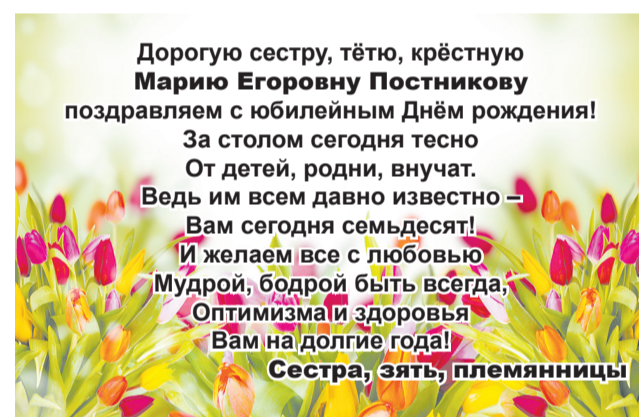 Дорогую сестру, тётю, крёстную
Марию Егоровну Постникову
поздравляем с юбилейным Днём рождения!
За столом сегодня тесно
От детей, родни, внучат.
Ведь им всем давно известно –
Вам сегодня семьдесят!
И желаем все с любовью
Мудрой, бодрой быть всегда,
Оптимизма и здоровья
Вам на долгие года!
Сестра, зять, племянницы